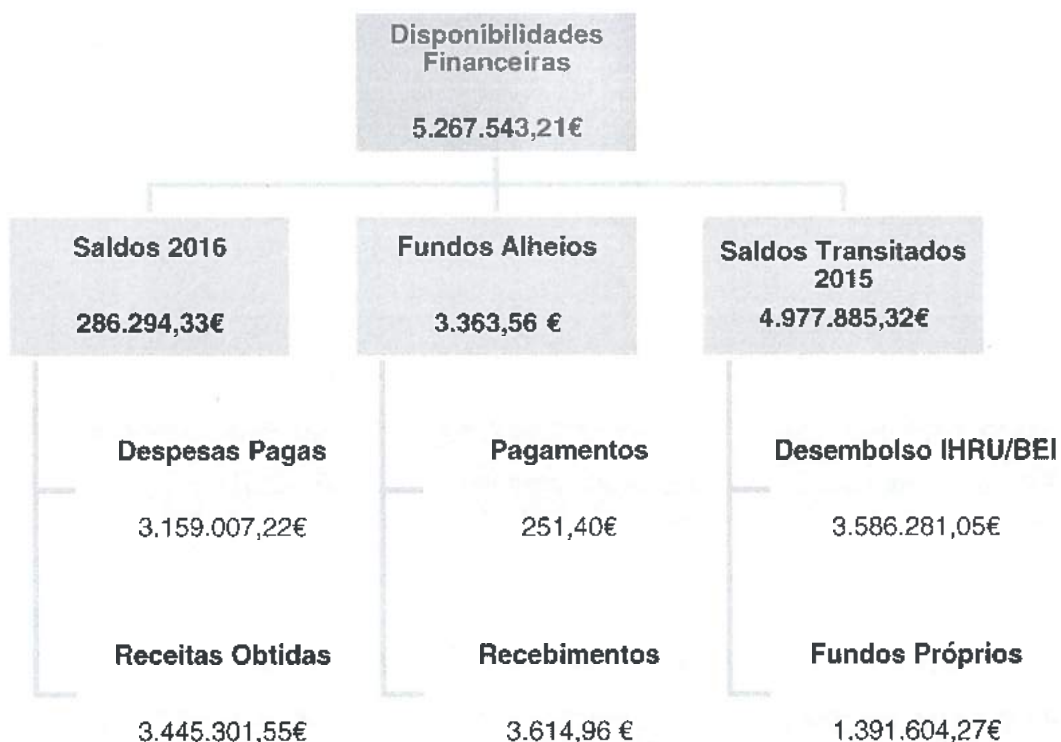 Disponibilidades
Financeiras
5.267.543,21€
Saldos 2016
286.294,33€
Fundos Alheios
3.363,56 €
Saldos Transitados
2015
4.977.885,32€
Despesas Pagas
3.159.007,22€
Pagamentos
251,40€
Desembolso IHRU/BEI
3.586.281,05€
Receitas Obtidas
3.445.301,55€
Recebimentos
3.614,96 €
Fundos Próprios
1.391.604,27€